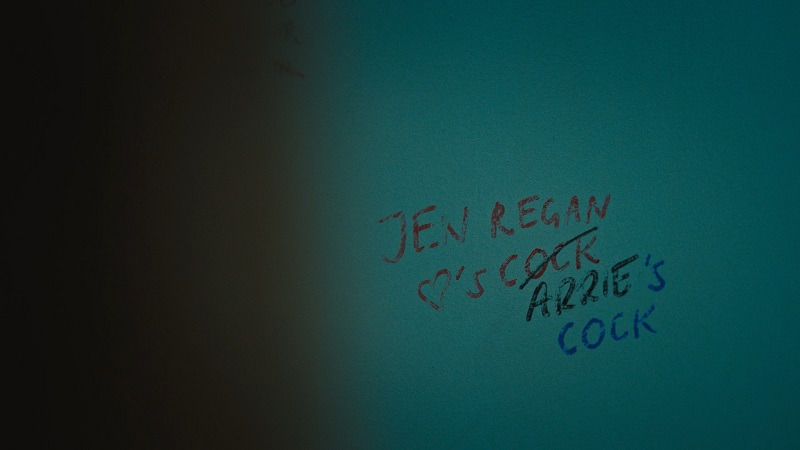 JEN REGAN
♡'s COCK
ARRIE's
COCK